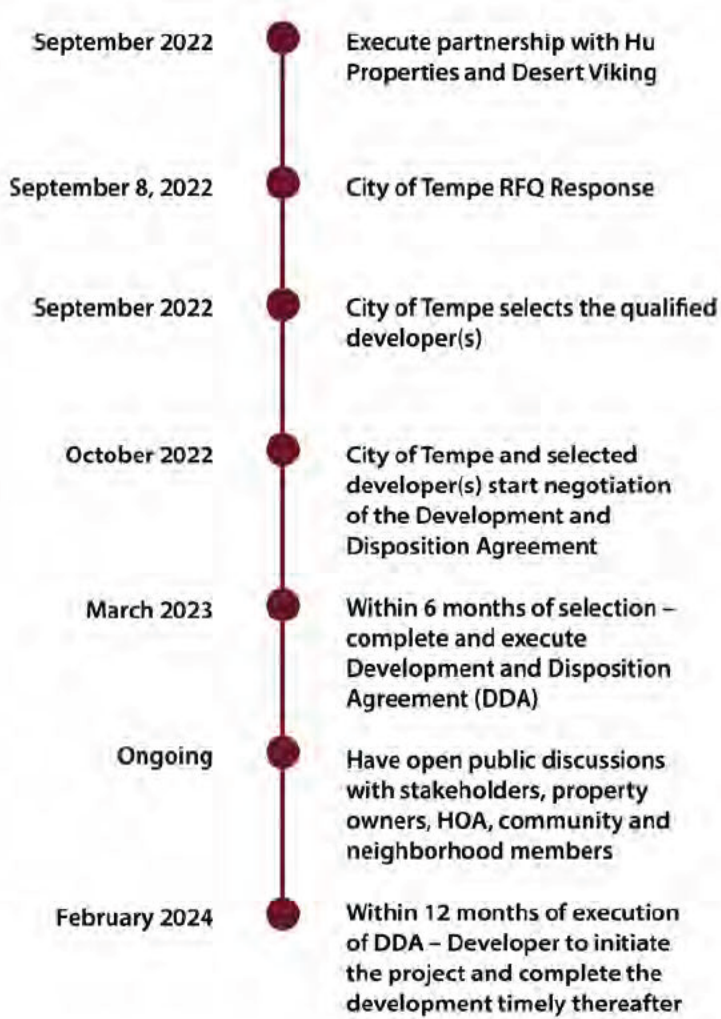 September 2022
Execute partnership with Hu
Properties and Desert Viking
September 8, 2022
City of Tempe RFQ Response
September 2022
City of Tempe selects the qualified
developer(s)
October 2022
City of Tempe and selected
developer(s) start negotiation
of the Development and
Disposition Agreement
March 2023
Within 6 months of selection –
complete and execute
Development and Disposition
Agreement (DDA)
Ongoing
Have open public discussions
with stakeholders, property
owners, HOA, community and
neighborhood members
February 2024
Within 12 months of execution
of DDA – Developer to initiate
the project and complete the
development timely thereafter